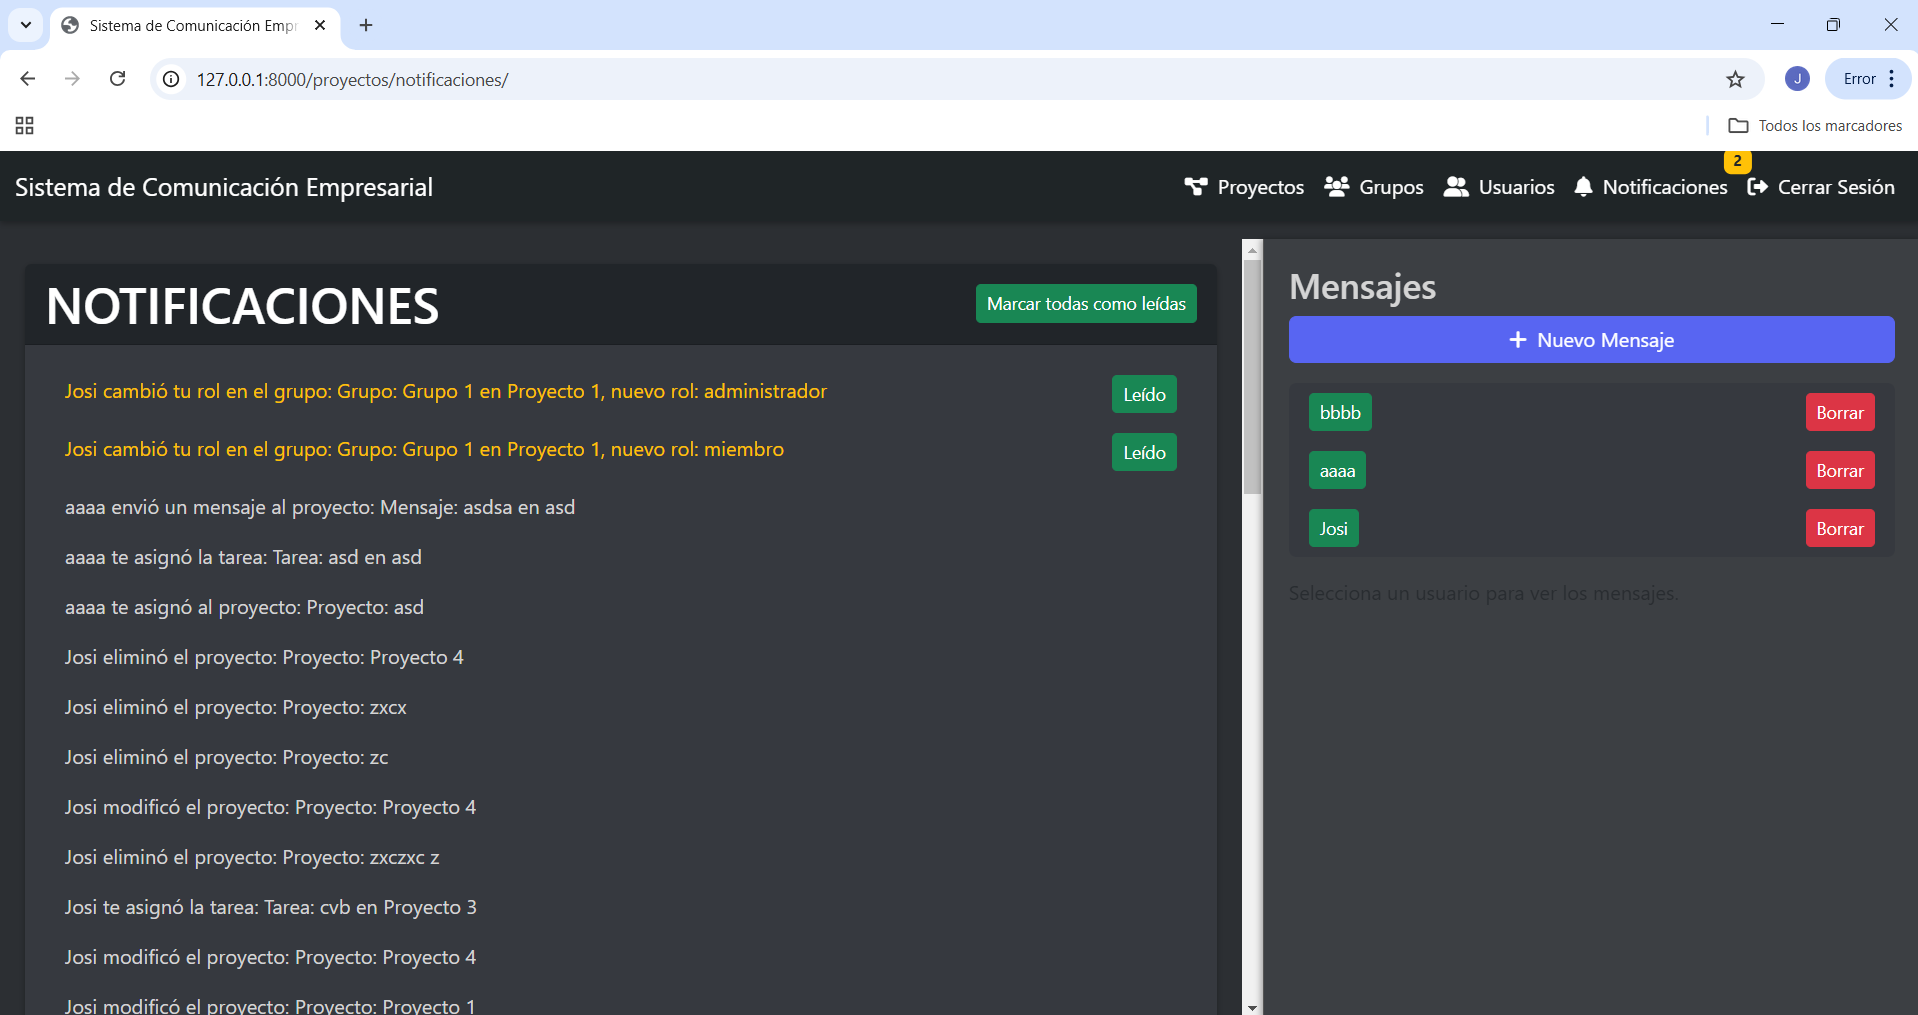 Sistema de Comunicación Empr
127.0.0.1:8000/proyectos/notificaciones/
J
Error
Todos los marcadores
Sistema de Comunicación Empresarial
Proyectos
Grupos
Usuarios
Notificaciones
2
Cerrar Sesión
NOTIFICACIONES
Marcar todas como leídas
Josi cambió tu rol en el grupo: Grupo: Grupo 1 en Proyecto 1, nuevo rol: administrador
Leído
Josi cambió tu rol en el grupo: Grupo: Grupo 1 en Proyecto 1, nuevo rol: miembro
Leído
aaaa envió un mensaje al proyecto: Mensaje: asdsa en asd
aaaa te asignó la tarea: Tarea: asd en asd
aaaa te asignó al proyecto: Proyecto: asd
Josi eliminó el proyecto: Proyecto: Proyecto 4
Josi eliminó el proyecto: Proyecto: zxcx
Josi eliminó el proyecto: Proyecto: zc
Josi modificó el proyecto: Proyecto: Proyecto 4
Josi eliminó el proyecto: Proyecto: zxczxc z
Josi te asignó la tarea: Tarea: cvb en Proyecto 3
Josi modificó el proyecto: Proyecto: Proyecto 4
Josi modificó el proyecto: Proyecto: Proyecto 1
Mensajes
Nuevo Mensaje
bbbb
Borrar
aaaa
Borrar
Josi
Borrar
Selecciona un usuario para ver los mensajes.